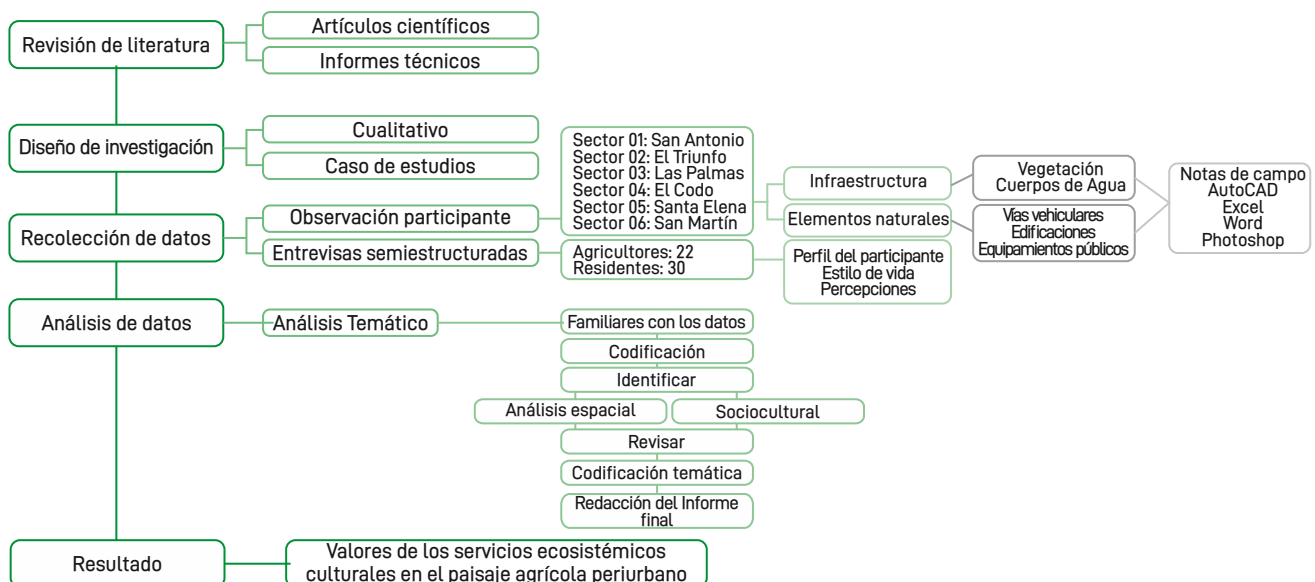 Revisión de literatura
Artículos científicos
Informes técnicos
Diseño de investigación
Cualitativo
Caso de estudios
Recolección de datos
Observación participante
Entrevisas semiestructuradas
Sector 01: San Antonio
Sector 02: El Triunfo
Sector 03: Las Palmas
Sector 04: El Codo
Sector 05: Santa Elena
Sector 06: San Martín
Agricultores: 22
Residentes: 30
Infraestructura
Elementos naturales
Perfil del participante
Estilo de vida
Percepciones
Vegetación
Cuerpos de Agua
Vías vehiculares
Edificaciones
Equipamientos públicos
Notas de campo
AutoCAD
Excel
Word
Photoshop
Análisis de datos
Análisis Temático
Familiares con los datos
Codificación
Identificar
Análisis espacial
Sociocultural
Revisar
Codificación temática
Redacción del Informe
final
Resultado
Valores de los servicios ecosistémicos
culturales en el paisaje agrícola periurbano